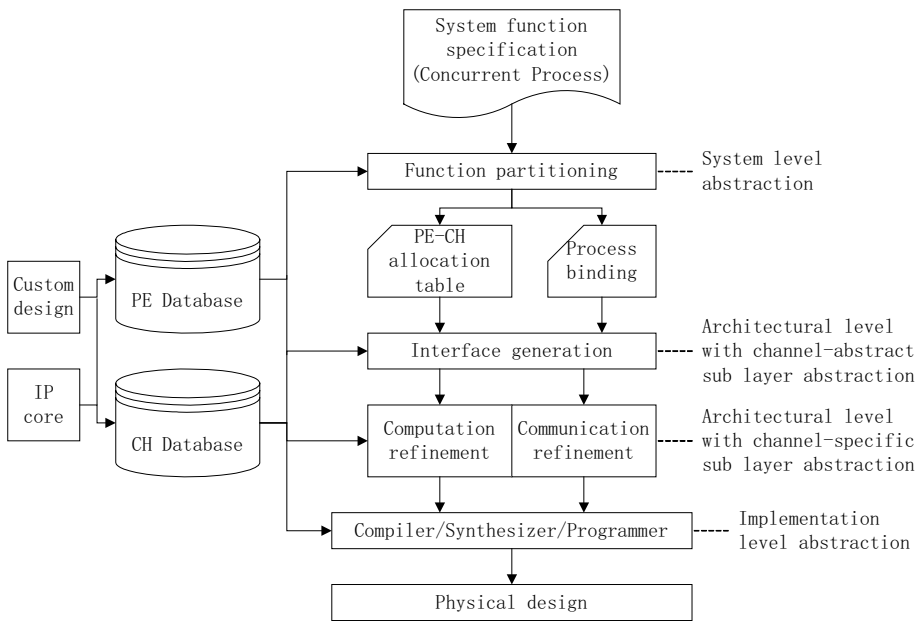 System function
specification
(Concurrent Process)
Function partitioning
System level
abstraction
PE-CH
allocation
table
Process
binding
Custom
design
PE Database
Interface generation
Architectural level
with channel-abstract
sub layer abstraction
IP
core
CH Database
Computation
refinement
Communication
refinement
Architectural level
with channel-specific
sub layer abstraction
Compiler/Synthesizer/Programmer
Implementation
level abstraction
Physical design